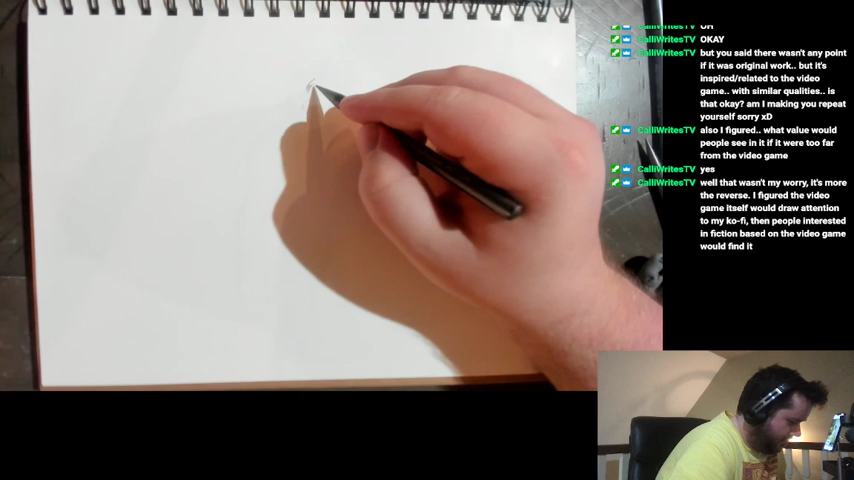 CalliWritesTV OH
CalliWritesTV OKAY
CalliWritesTV but you said there wasn't any point
if it was original work.. but it's
inspired/related to the video
game.. with similar qualities.. is
that okay? am I making you repeat
yourself sorry xD
CalliWritesTV also I figured.. what value would
people see in it if it were too far
from the video game
CalliWritesTV yes
CalliWritesTV well that wasn't my worry, it's more
the reverse. I figured the video
game itself would draw attention
to my ko-fi, then people interested
in fiction based on the video game
would find it